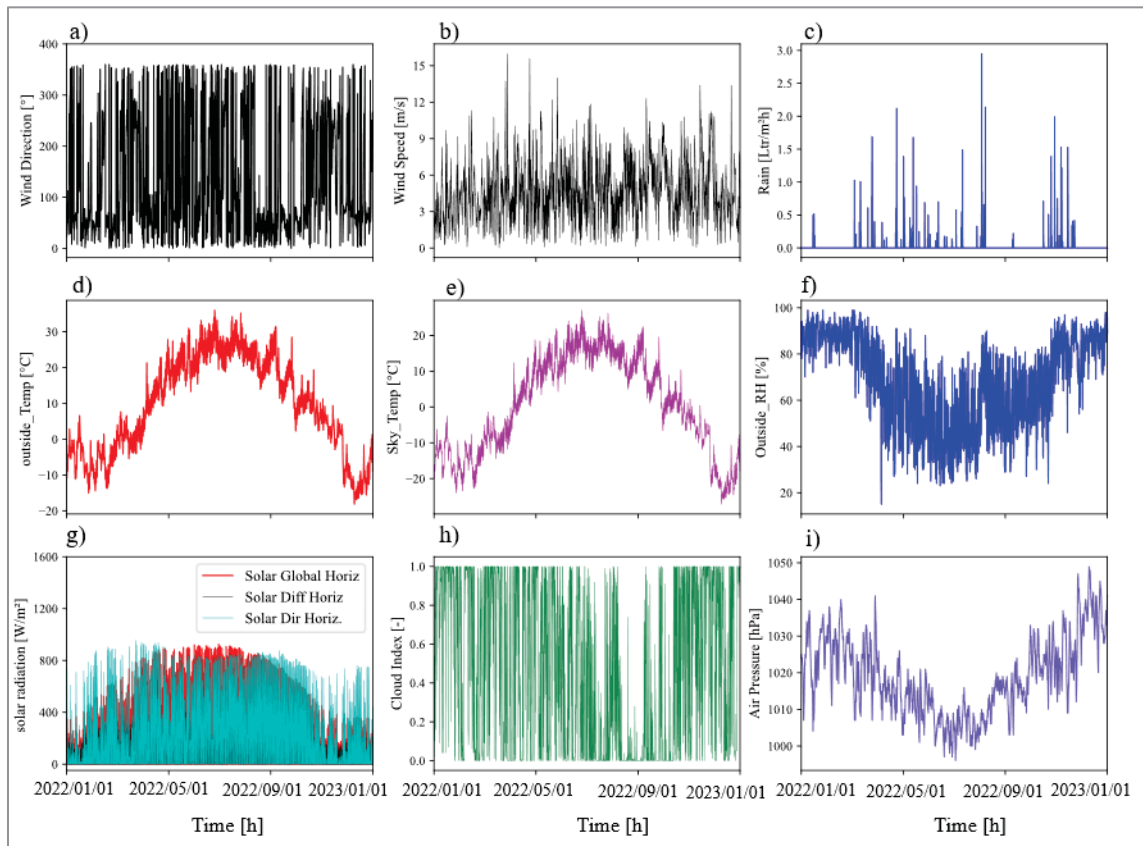 a)
b)
c)
400
300
200
100
0
Wind Direction [°]
15
12
9
6
3
0
Wind Speed [m/s]
3.0
2.5
2.0
1.5
1.0
0.5
0.0
Rain [Ltr/m²h]
d)
e)
f)
30
20
10
0
−10
−20
outside_Temp [°C]
20
10
0
−10
−20
Sky_Temp [°C]
100
80
60
40
20
Outside_RH [%]
g)
h)
i)
1600
1200
800
400
0
solar radiation [W/m²]
Solar Global Horiz
Solar Diff Horiz
Solar Dir Horiz.
1.0
0.8
0.6
0.4
0.2
0.0
Cloud Index [-]
1050
1040
1030
1020
1010
1000
Air Pressure [hPa]
2022/01/01 2022/05/01 2022/09/01 2023/01/01
2022/01/01 2022/09/01 2023/01/01
2022/01/01 2022/05/01 2022/09/01 2023/01/01
Time [h]
Time [h]
Time [h]